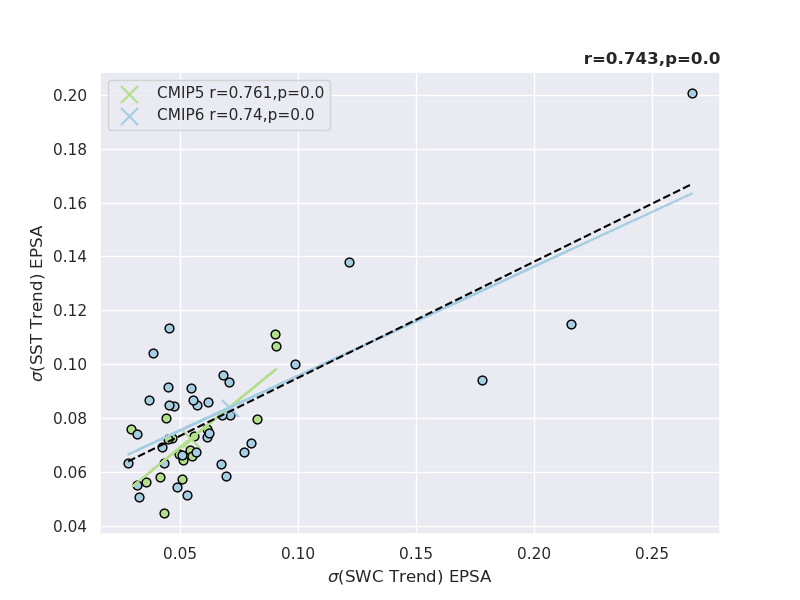 r=0.743,p=0.0
CMIP5 r=0.761,p=0.0
CMIP6 r=0.74,p=0.0
0.20
0.18
0.16
0.14
0.12
0.10
0.08
0.06
0.04
σ(SST Trend) EPSA
0.05 0.10 0.15 0.20 0.25
σ(SWC Trend) EPSA